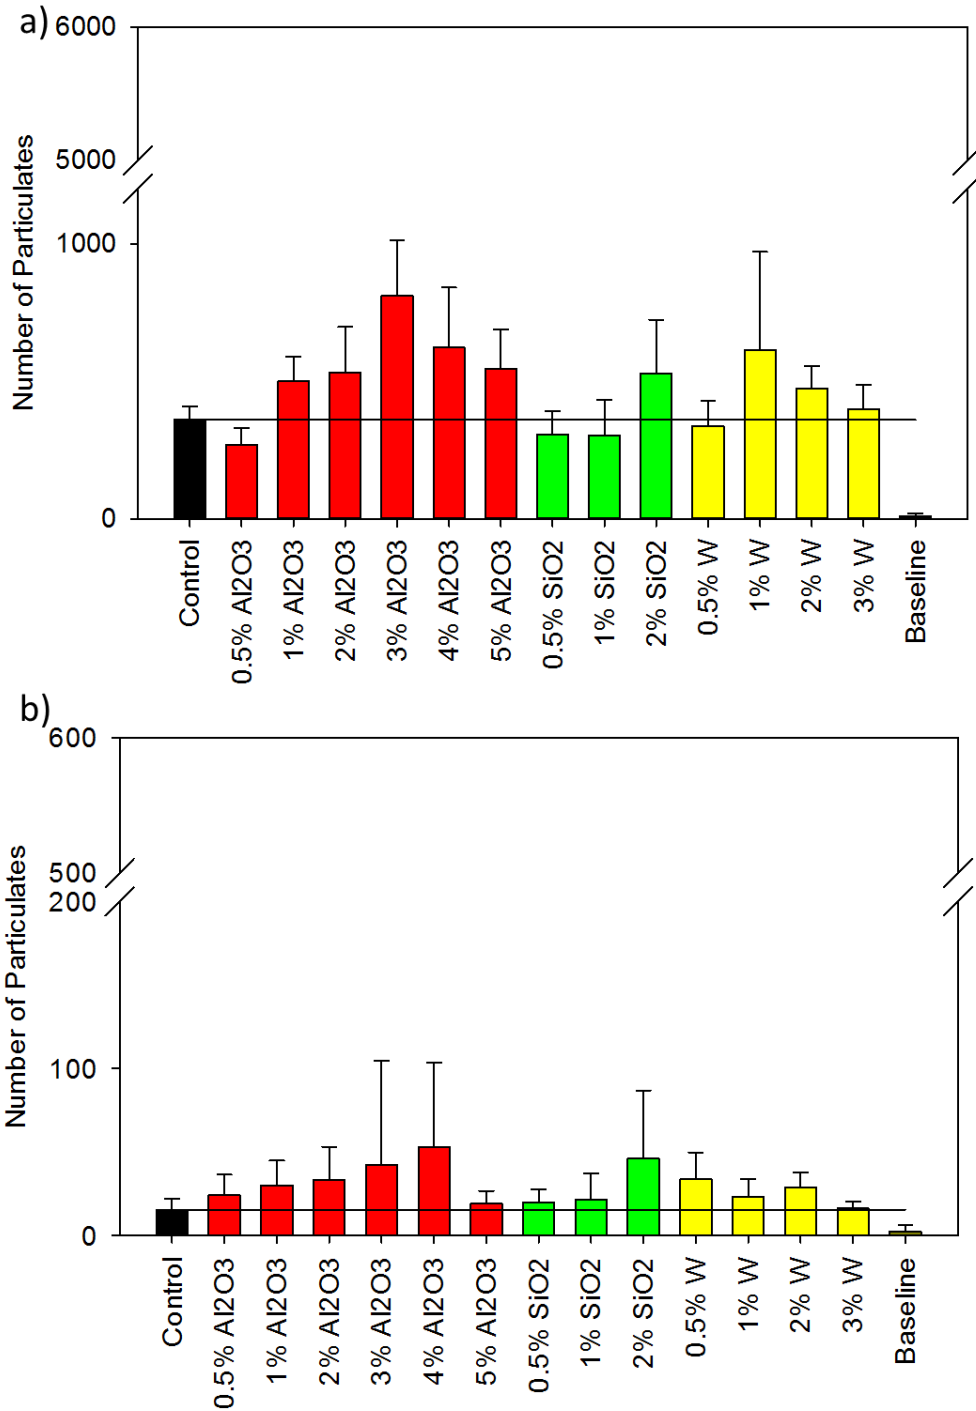 a)
6000
5000
1000
0
Number of Particulates
Control
0.5% Al2O3
1% Al2O3
2% Al2O3
3% Al2O3
4% Al2O3
5% Al2O3
0.5% SiO2
1% SiO2
2% SiO2
0.5% W
1% W
2% W
3% W
Baseline
b)
600
500
200
100
0
Number of Particulates
Control
0.5% Al2O3
1% Al2O3
2% Al2O3
3% Al2O3
4% Al2O3
5% Al2O3
0.5% SiO2
1% SiO2
2% SiO2
0.5% W
1% W
2% W
3% W
Baseline